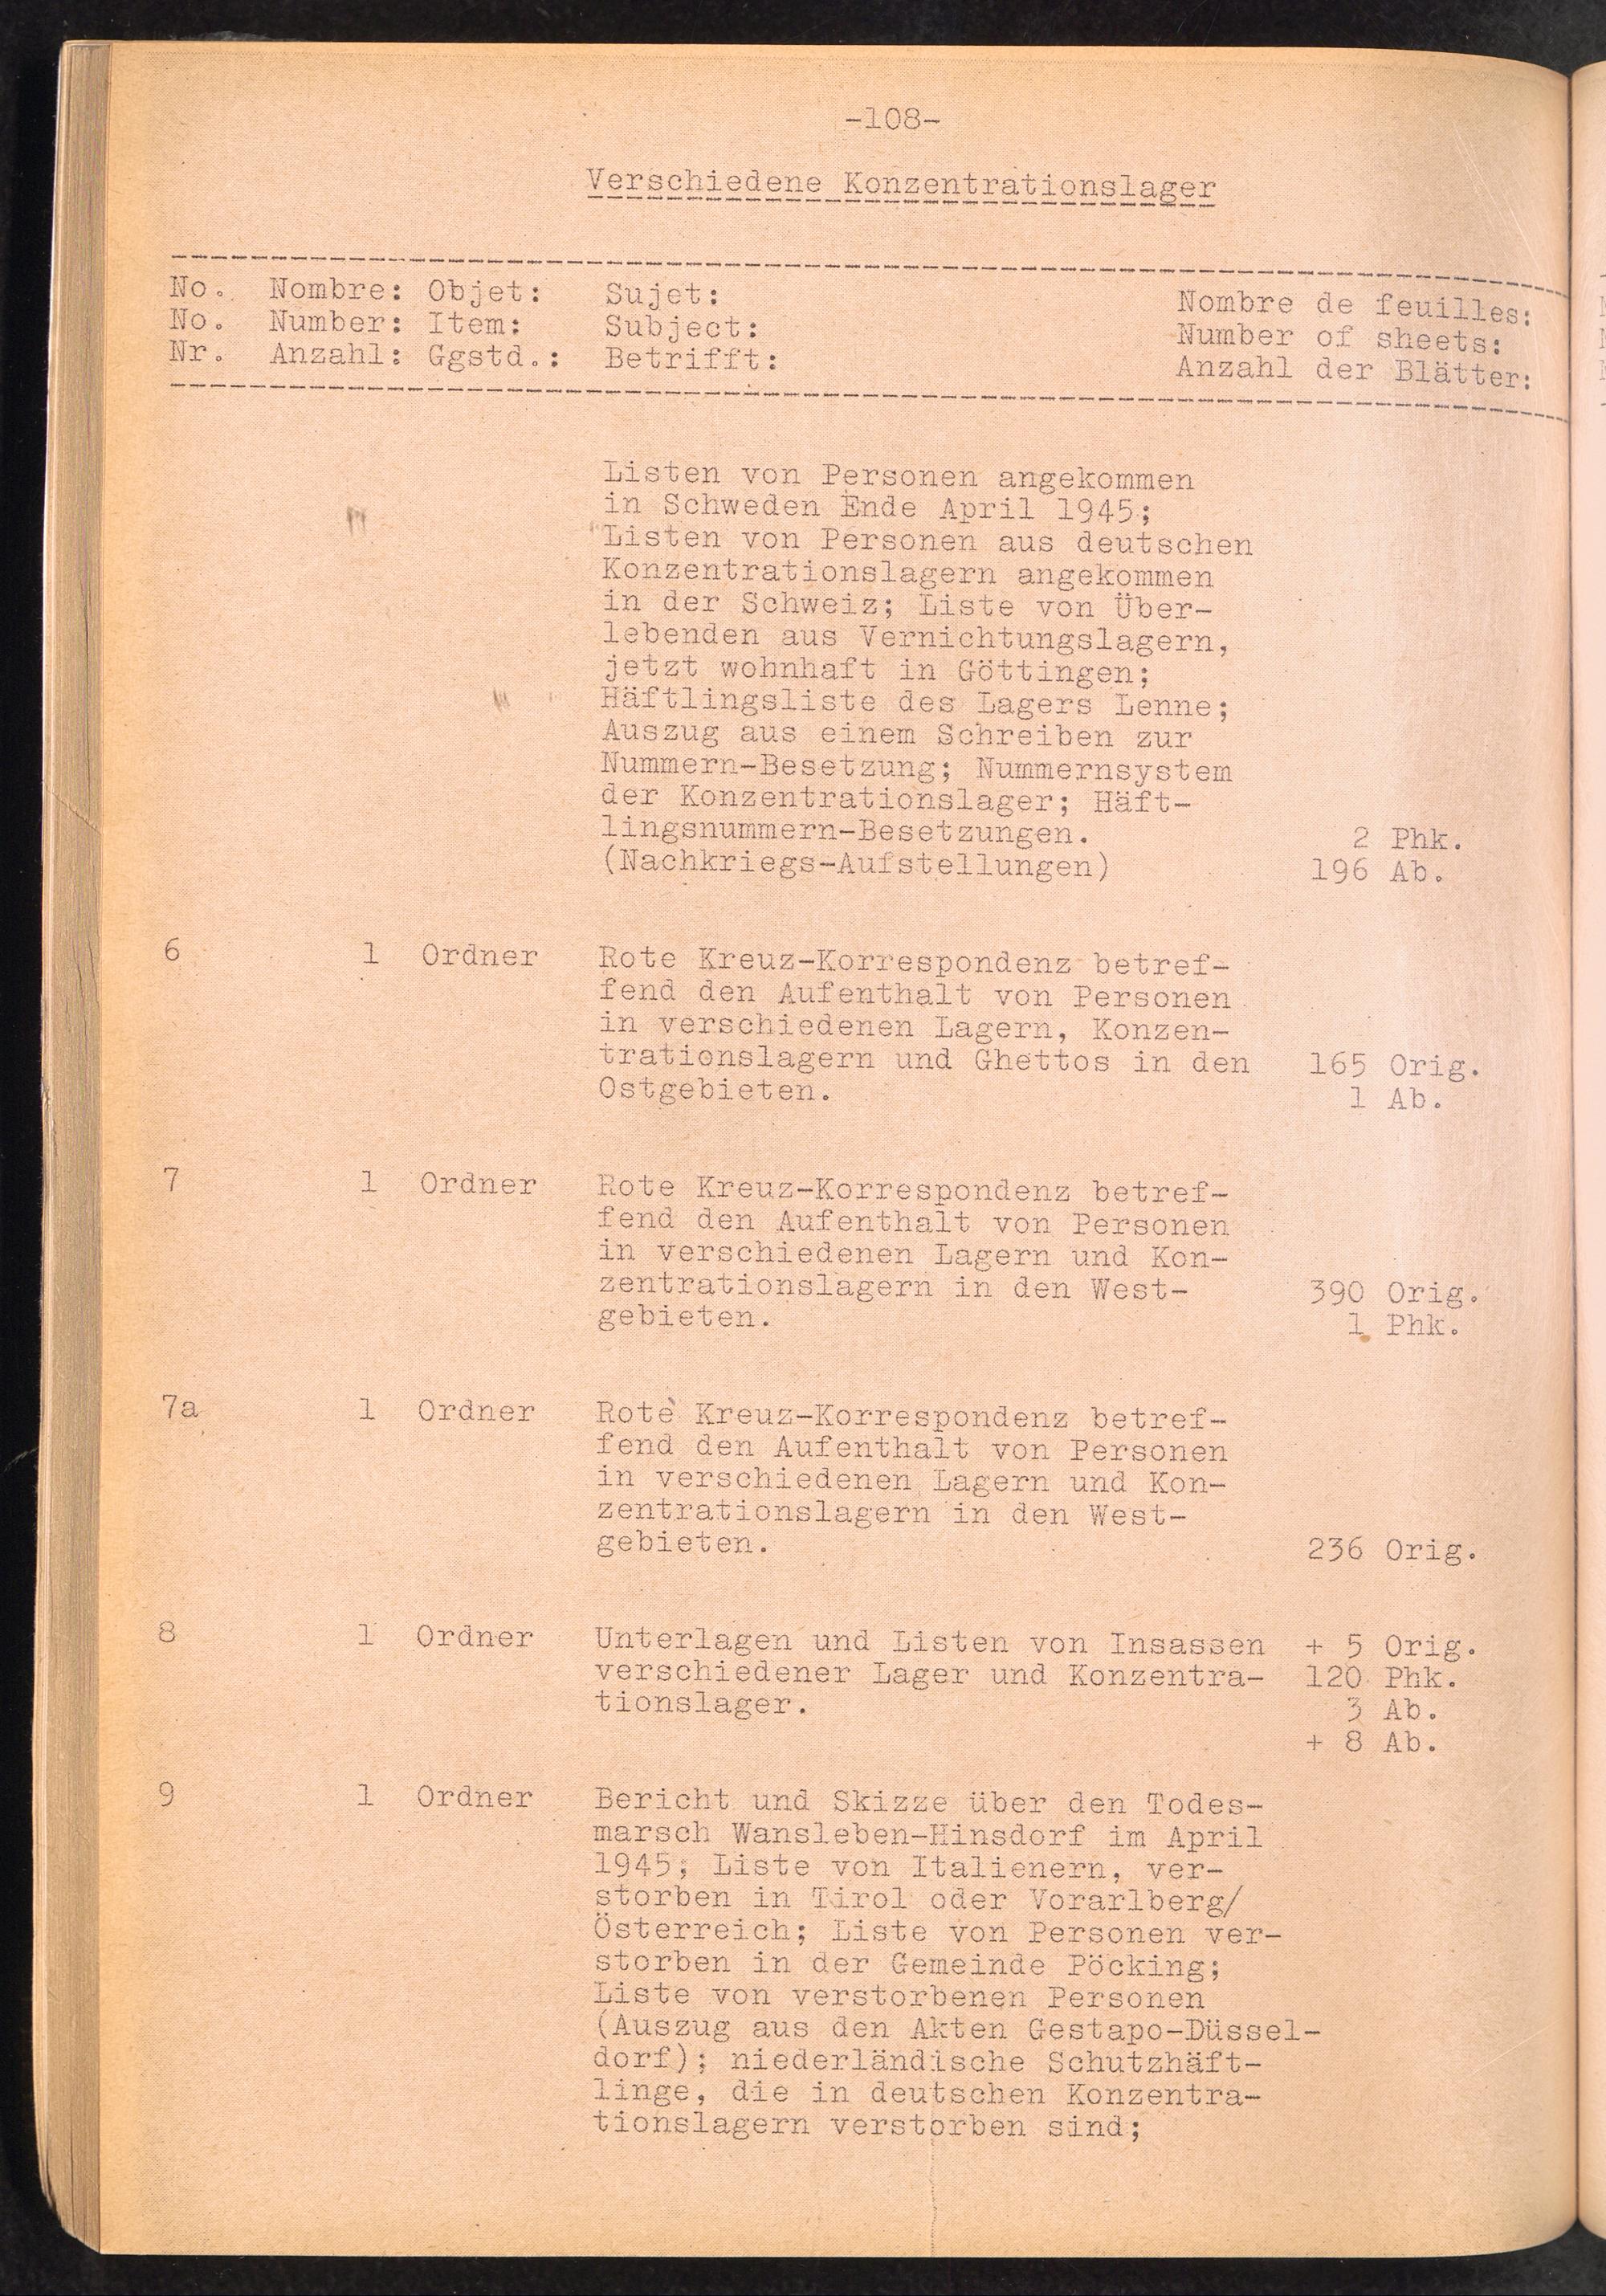 -108-
Verschiedene Konzentrationslager
No. Nombre: Objet: Sujet: Nombre de feuilles:
No. Number: Item: Subject: Number of sheets:
Nr. Anzahl: Ggstd.: Betrifft: Anzahl der Blätter:
Listen von Personen angekommen
in Schweden Ende April 1945;
Listen von Personen aus deutschen
Konzentrationslagern angekommen
in der Schweiz; Liste von Über-
lebenden aus Vernichtungslagern,
jetzt wohnhaft in Göttingen;
Häftlingsliste des Lagers Lenne;
Auszug aus einem Schreiben zur
Nummern-Besetzung; Nummernsystem
der Konzentrationslager; Häft-
lingsnummern-Besetzungen. 2 Phk.
(Nachkriegs-Aufstellungen) 196 Ab.
6 1 Ordner Rote Kreuz-Korrespondenz betref-
fend den Aufenthalt von Personen
in verschiedenen Lagern, Konzen-
trationslagern und Ghettos in den 165 Orig.
Ostgebieten. 1 Ab.
7 1 Ordner Rote Kreuz-Korrespondenz betref-
fend den Aufenthalt von Personen
in verschiedenen Lagern und Kon-
zentrationslagern in den West- 390 Orig.
gebieten. 1 Phk.
7a 1 Ordner Rote Kreuz-Korrespondenz betref-
fend den Aufenthalt von Personen
in verschiedenen Lagern und Kon-
zentrationslagern in den West-
gebieten. 236 Orig.
8 1 Ordner Unterlagen und Listen von Insassen + 5 Orig.
verschiedener Lager und Konzentra- 120 Phk.
tionslager. 3 Ab.
+ 8 Ab.
9 1 Ordner Bericht und Skizze über den Todes-
marsch Wansleben-Hinsdorf im April
1945; Liste von Italienern, ver-
storben in Tirol oder Vorarlberg/
Österreich; Liste von Personen ver-
storben in der Gemeinde Pöcking;
Liste von verstorbenen Personen
(Auszug aus den Akten Gestapo-Düssel-
dorf); niederländische Schutzhäft-
linge, die in deutschen Konzentra-
tionslagern verstorben sind;